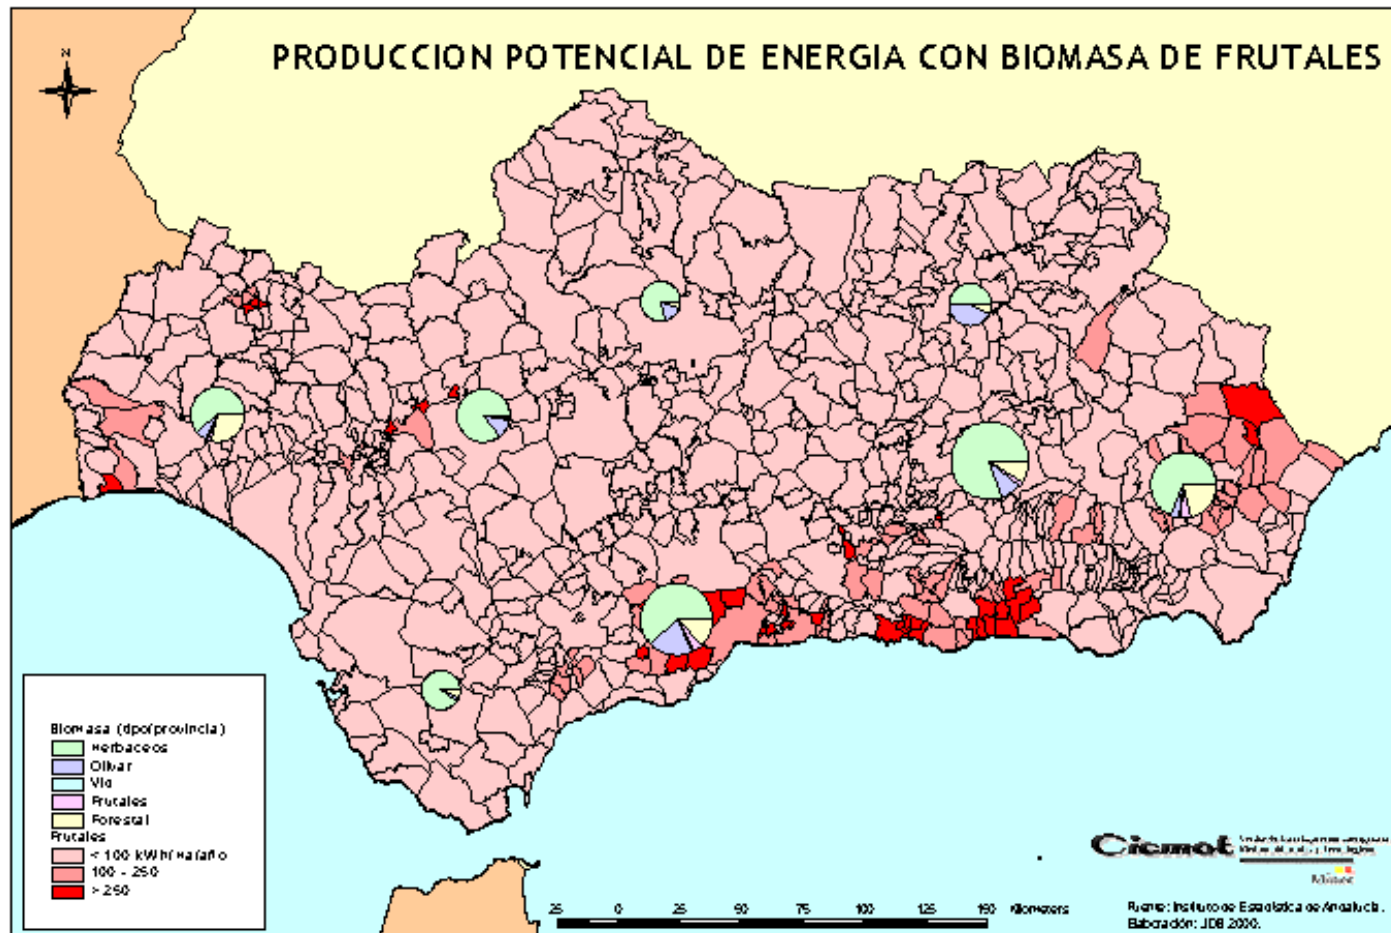 PRODUCCION POTENCIAL DE ENERGIA CON BIOMASA DE FRUTALES
N
Biomasa (tipo/provincia)
Herbaceos
Olivar
Vid
Frutales
Forestal
Frutales
< 100 kWh/Ha/año
100 - 250
> 250
25 0 25 50 75 100 125 150 Kilometers
Cicmot
Fuente: Instituto de Estadística de Andalucía.
Elaboración: JDB 2000.